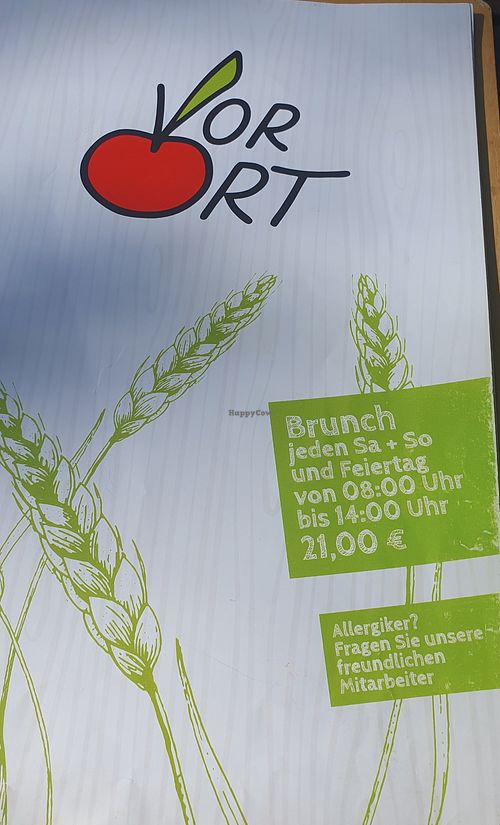 VOR
ORT
HappyCow
Brunch
jeden Sa + So
und Feiertag
von 08:00 Uhr
bis 14:00 Uhr
21,00 €
Allergiker?
Fragen Sie unsere
freundlichen
Mitarbeiter